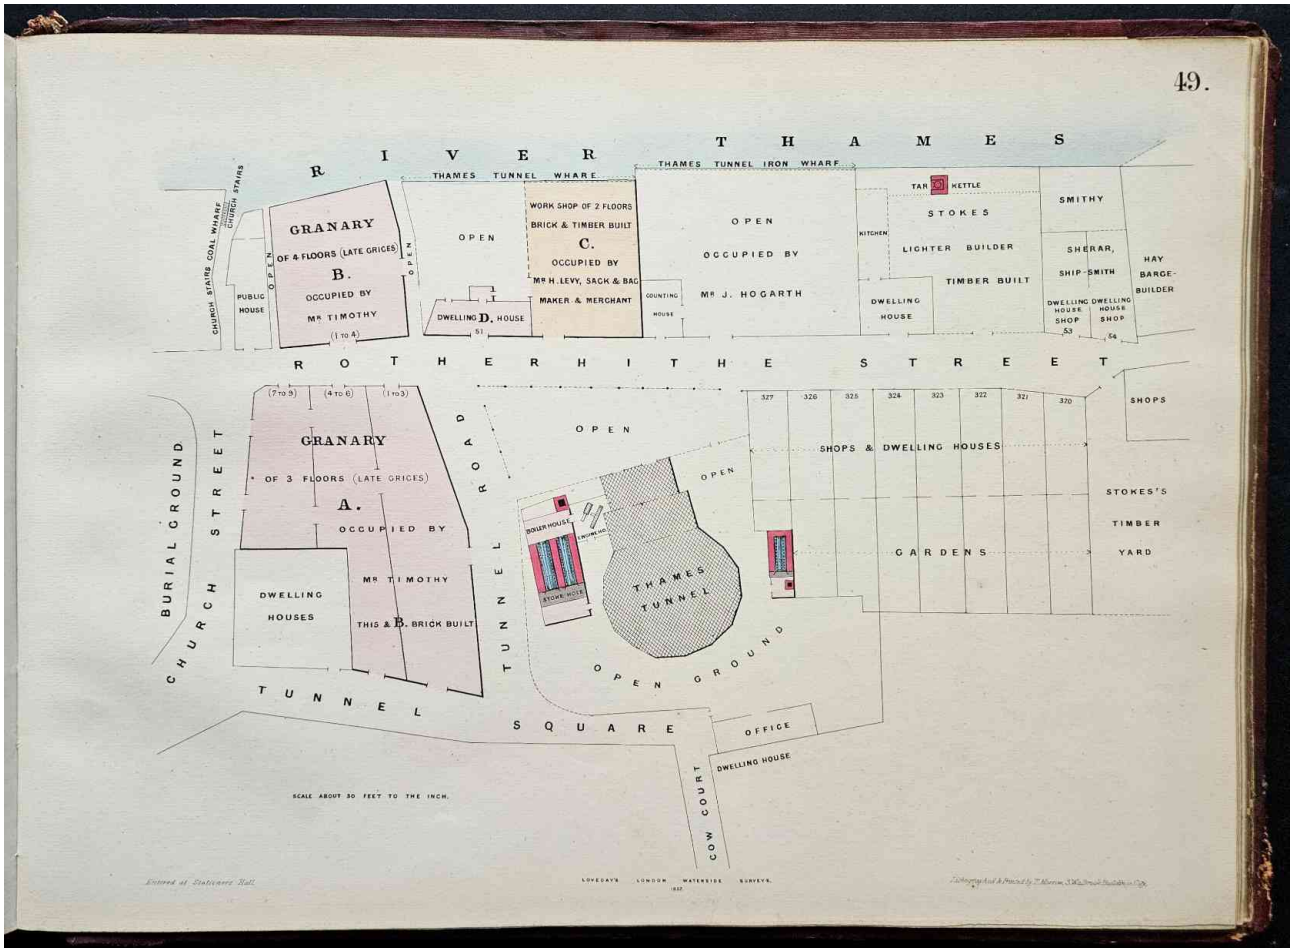 49.
RIVER THAMES
THAMES TUNNEL WHARF
THAMES TUNNEL IRON WHARF
CHURCH STAIRS COAL WHARF
CHURCH STAIRS
PUBLIC
HOUSE
OPEN
GRANARY
OF 4 FLOORS (LATE GRICES)
B.
OCCUPIED BY
Mr TIMOTHY
(1 TO 4)
OPEN
OPEN
DWELLING D. HOUSE
51
WORK SHOP OF 2 FLOORS
BRICK & TIMBER BUILT
C.
OCCUPIED BY
Mr H. LEVY, SACK & BAG
MAKER & MERCHANT
COUNTING
HOUSE
OPEN
OCCUPIED BY
Mr J. HOGARTH
KITCHEN
DWELLING
HOUSE
TAR KETTLE
STOKES
LIGHTER BUILDER
TIMBER BUILT
SMITHY
SHERAR,
SHIP-SMITH
DWELLING
HOUSE
SHOP
53
DWELLING
HOUSE
SHOP
54
HAY
BARGE-
BUILDER
ROTHERHITHE STREET
BURIAL GROUND
CHURCH STREET
(7 TO 9) (4 TO 6) (1 TO 3)
GRANARY
OF 3 FLOORS (LATE GRICES)
A.
OCCUPIED BY
Mr TIMOTHY
THIS & B. BRICK BUILT
DWELLING
HOUSES
TUNNEL ROAD
OPEN
OPEN
BOILER HOUSE
ENGINE HO
STOKE HOLE
THAMES
TUNNEL
OPEN GROUND
327 326 325 324 323 322 321 320
SHOPS & DWELLING HOUSES
GARDENS
SHOPS
STOKES'S
TIMBER
YARD
TUNNEL SQUARE
OFFICE
DWELLING HOUSE
COW COURT
SCALE ABOUT 30 FEET TO THE INCH.
Entered at Stationers Hall
LOVEDAY'S LONDON WATERSIDE SURVEYS,
1857
Lithographed & Printed by